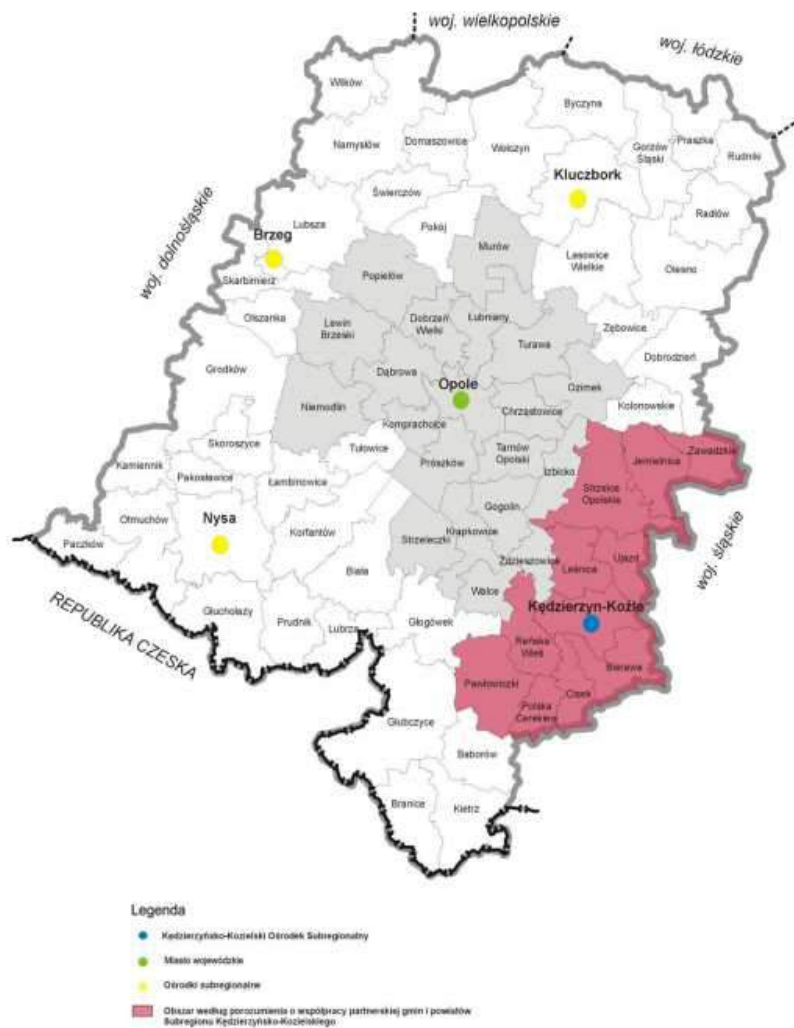 woj. wielkopolskie
woj. łódzkie
Wilków
Byczyna
Namysłów
Domaszowice
Wołczyn
Gorzów
Śląski
Praszka
Rudniki
Kluczbork
Świerczów
Radłów
Lubsza
Pokój
Brzeg
Murów
Lasowice
Wielkie
Olesno
woj. dolnośląskie
Skarbimierz
Popielów
Olszanka
Lewin
Brzeski
Dobrzeń
Wielki
Łubniany
Turawa
Zębowice
Dobrodzień
Grodków
Dąbrowa
Opole
Ozimek
Niemodlin
Chrząstowice
Kolonowskie
Komprachcice
Skoroszyce
Tułowice
Tarnów
Opolski
Izbicko
Jemielnica
Zawadzkie
Kamiennik
Pakosławice
Łambinowice
Prószków
Strzelce
Opolskie
Otmuchów
Nysa
Korfantów
Gogolin
Paczków
Strzeleczki
Krapkowice
Zdzieszowice
Leśnica
Ujazd
woj. śląskie
Biała
Walce
Kędzierzyn-Koźle
REPUBLIKA CZESKA
Głuchołazy
Prudnik
Lubrza
Głogówek
Reńska
Wieś
Bierawa
Pawłowiczki
Cisek
Polska
Cerekiew
Głubczyce
Baborów
Branice
Kietrz
Legenda
Kędzierzyńsko-Kozielski Ośrodek Subregionalny
Miasto wojewódzkie
Ośrodki subregionalne
Obszar według porozumienia o współpracy partnerskiej gmin i powiatów
Subregionu Kędzierzyńsko-Kozielskiego